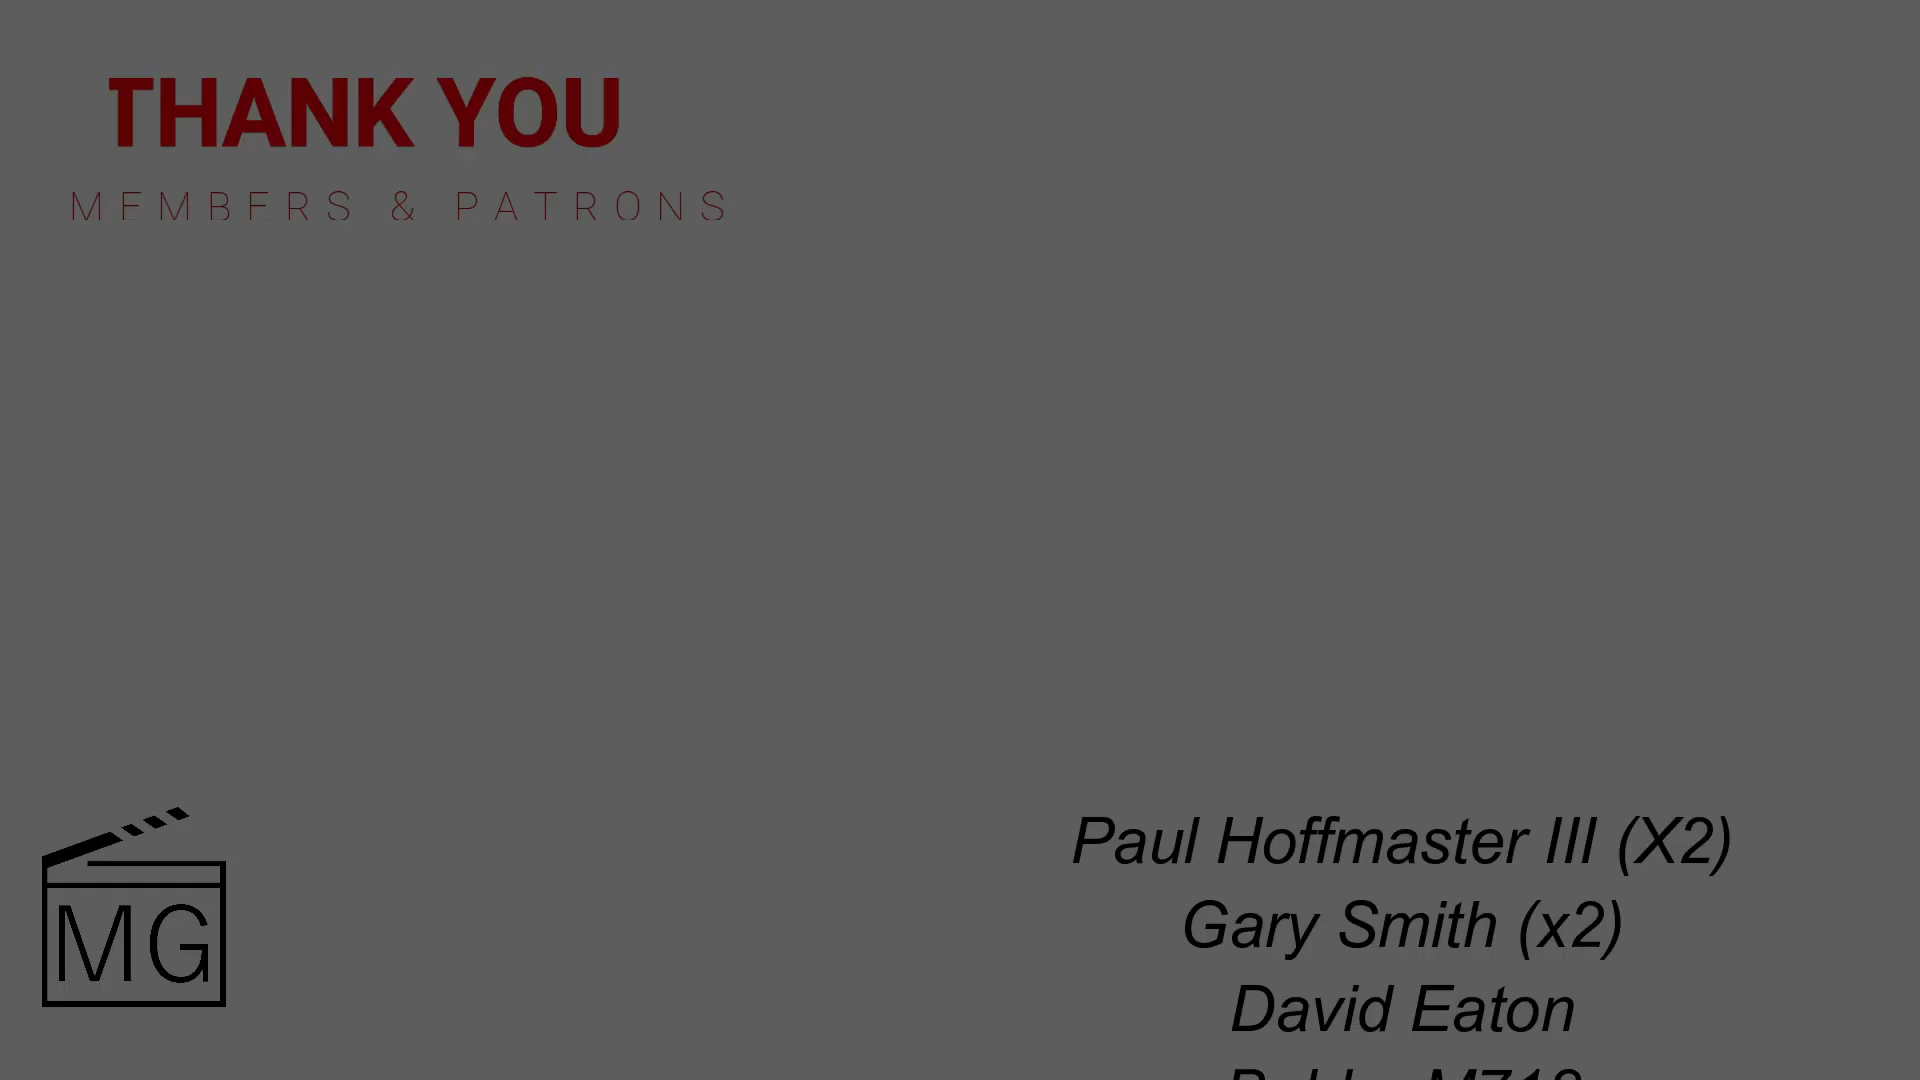 THANK YOU
MEMBERS & PATRONS
MG
Paul Hoffmaster III (X2)
Gary Smith (x2)
David Eaton